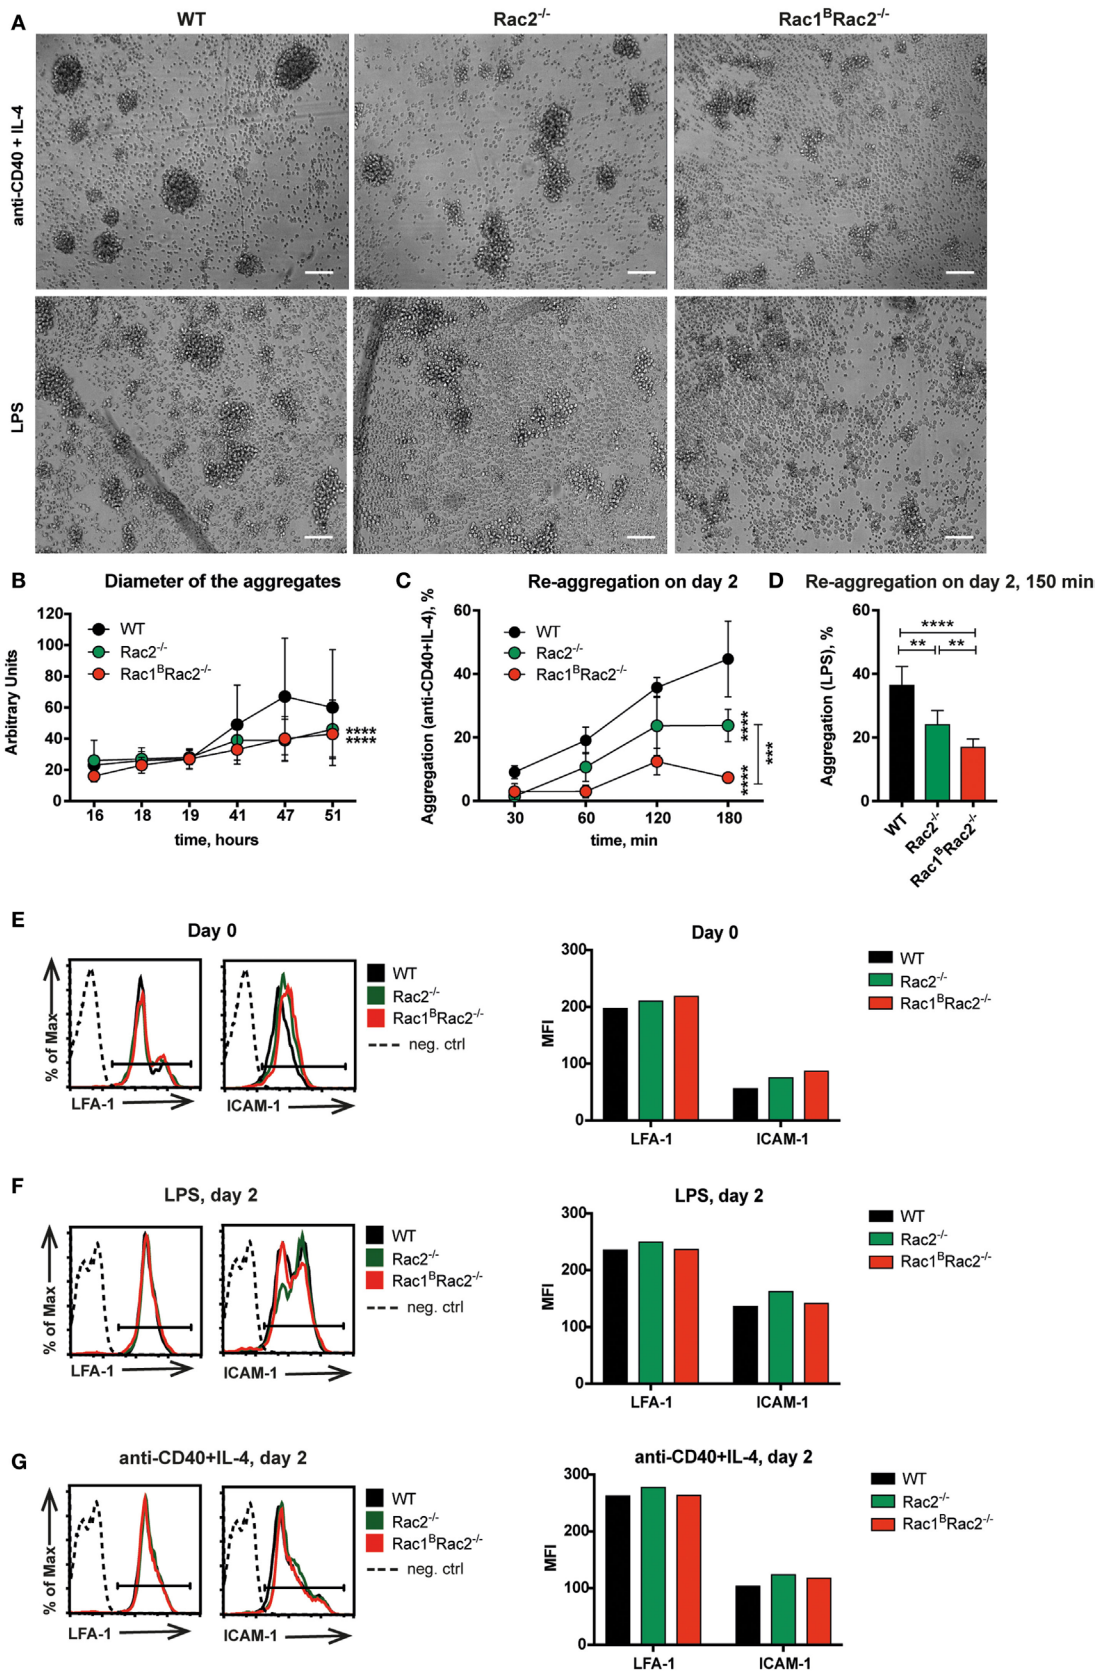 A
WT
Rac2-/-
Rac1BRac2-/-
anti-CD40 + IL-4
LPS
B
Diameter of the aggregates
Arbitrary Units
120
100
80
60
40
20
0
WT
Rac2-/-
Rac1BRac2-/-
****
****
16 18 19 41 47 51
time, hours
C
Re-aggregation on day 2
Aggregation (anti-CD40+IL-4), %
60
40
20
0
WT
Rac2-/-
Rac1BRac2-/-
****
****
***
30 60 120 180
time, min
D
Re-aggregation on day 2, 150 min
Aggregation (LPS), %
60
40
20
0
****
** **
WT
Rac2-/-
Rac1BRac2-/-
E
Day 0
% of Max
LFA-1
ICAM-1
WT
Rac2-/-
Rac1BRac2-/-
neg. ctrl
Day 0
MFI
300
200
100
0
LFA-1 ICAM-1
WT
Rac2-/-
Rac1BRac2-/-
F
LPS, day 2
% of Max
LFA-1
ICAM-1
WT
Rac2-/-
Rac1BRac2-/-
neg. ctrl
LPS, day 2
MFI
300
200
100
0
LFA-1 ICAM-1
WT
Rac2-/-
Rac1BRac2-/-
G
anti-CD40+IL-4, day 2
% of Max
LFA-1
ICAM-1
WT
Rac2-/-
Rac1BRac2-/-
neg. ctrl
anti-CD40+IL-4, day 2
MFI
300
200
100
0
LFA-1 ICAM-1
WT
Rac2-/-
Rac1BRac2-/-